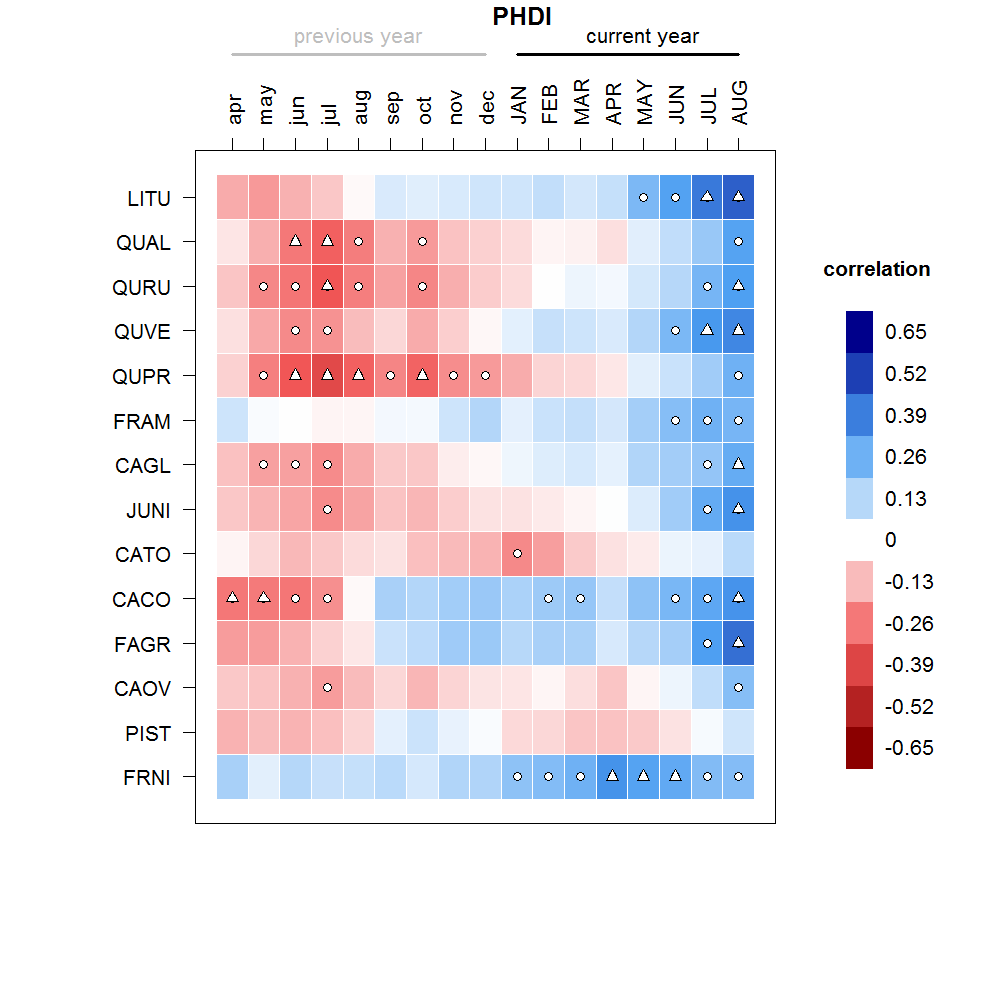 PHDI
previous year current year
apr may jun jul aug sep oct nov dec JAN FEB MAR APR MAY JUN JUL AUG
LITU
QUAL
QURU
QUVE
QUPR
FRAM
CAGL
JUNI
CATO
CACO
FAGR
CAOV
PIST
FRNI
correlation
0.65
0.52
0.39
0.26
0.13
0
-0.13
-0.26
-0.39
-0.52
-0.65